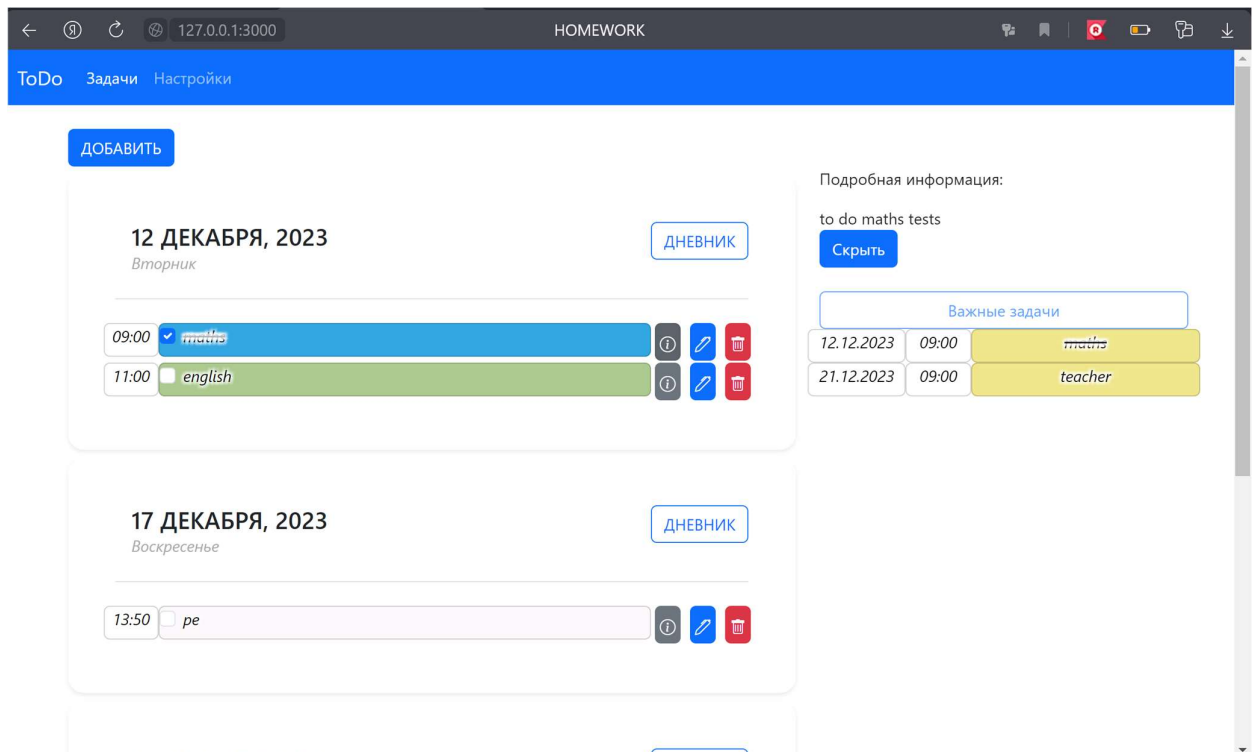 127.0.0.1:3000 HOMEWORK
ToDo Задачи Настройки
ДОБАВИТЬ
12 ДЕКАБРЯ, 2023 ДНЕВНИК
Вторник
09:00 maths
11:00 english
17 ДЕКАБРЯ, 2023 ДНЕВНИК
Воскресенье
13:50 pe
Подробная информация:
to do maths tests
Скрыть
Важные задачи
12.12.2023 09:00 maths
21.12.2023 09:00 teacher